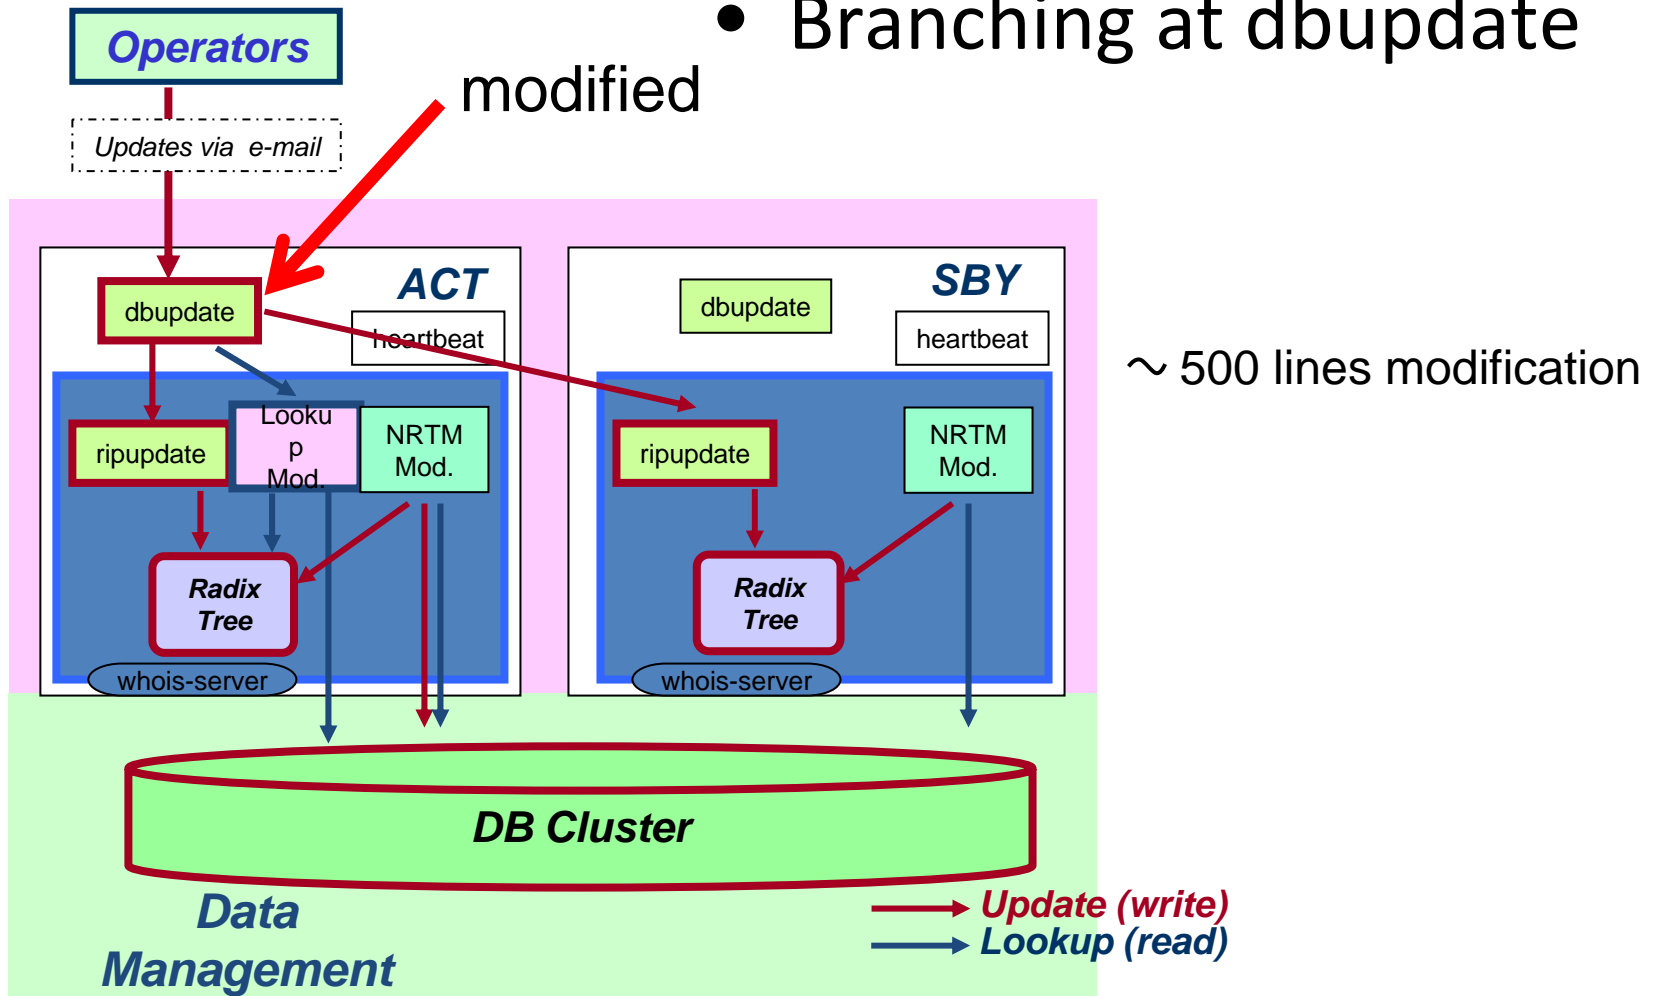 • Branching at dbupdate
Operators
modified
Updates via e-mail
ACT
dbupdate
heartbeat
SBY
dbupdate
heartbeat
～ 500 lines modification
ripupdate
Looku
p
Mod.
NRTM
Mod.
ripupdate
NRTM
Mod.
Radix
Tree
Radix
Tree
whois-server
whois-server
DB Cluster
Data
Management
Update (write)
Lookup (read)